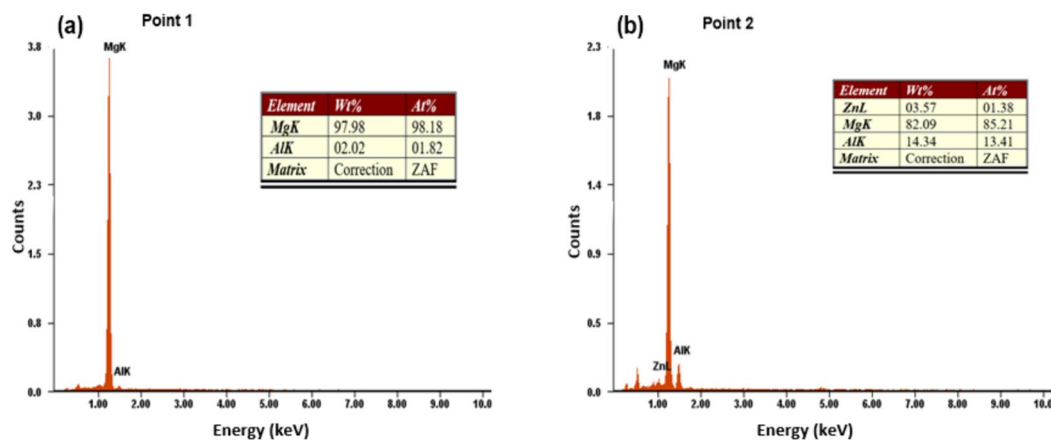 (a) Point 1
MgK
3.8
3.0
2.3
1.5
0.8
0.0
Counts
Element Wt% At%
MgK 97.98 98.18
AlK 02.02 01.82
Matrix Correction ZAF
AlK
1.00 2.00 3.00 4.00 5.00 6.00 7.00 8.00 9.00 10.0
Energy (keV)
(b) Point 2
MgK
2.3
1.8
1.4
0.9
0.5
0.0
Counts
Element Wt% At%
ZnL 03.57 01.38
MgK 82.09 85.21
AlK 14.34 13.41
Matrix Correction ZAF
AlK
ZnL
1.00 2.00 3.00 4.00 5.00 6.00 7.00 8.00 9.00 10.0
Energy (keV)